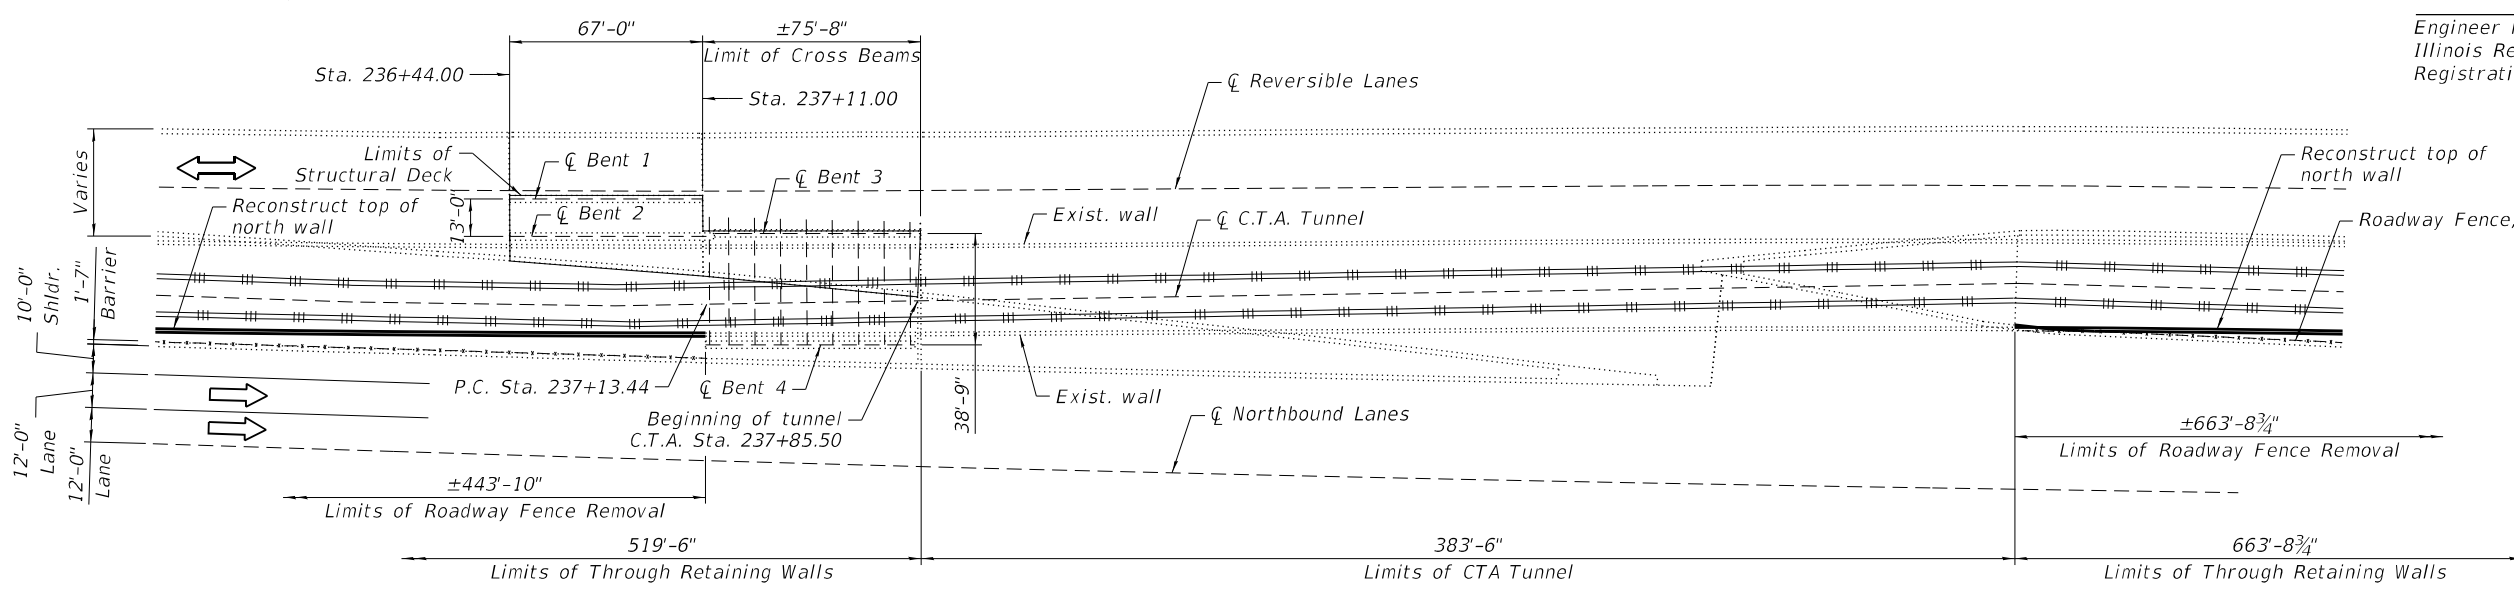 67'-0"
±75'-8"
Limit of Cross Beams
Sta. 236+44.00
Sta. 237+11.00
℄ Reversible Lanes
Engineer
Illinois
Varies
Limits of
Structural Deck
℄ Bent 1
℄ Bent 3
Reconstruct top of
north wall
Reconstruct top of
north wall
13'-0"
℄ Bent 2
Exist. wall
℄ C.T.A. Tunnel
Roadway Fence,
10'-0"
Shldr.
1'-7"
Barrier
P.C. Sta. 237+13.44
℄ Bent 4
Beginning of tunnel
C.T.A. Sta. 237+85.50
38'-9"
Exist. wall
℄ Northbound Lanes
12'-0"
Lane
12'-0"
Lane
±663'-8¾"
Limits of Roadway Fence Removal
±443'-10"
Limits of Roadway Fence Removal
519'-6"
Limits of Through Retaining Walls
383'-6"
Limits of CTA Tunnel
663'-8¾"
Limits of Through Retaining Walls